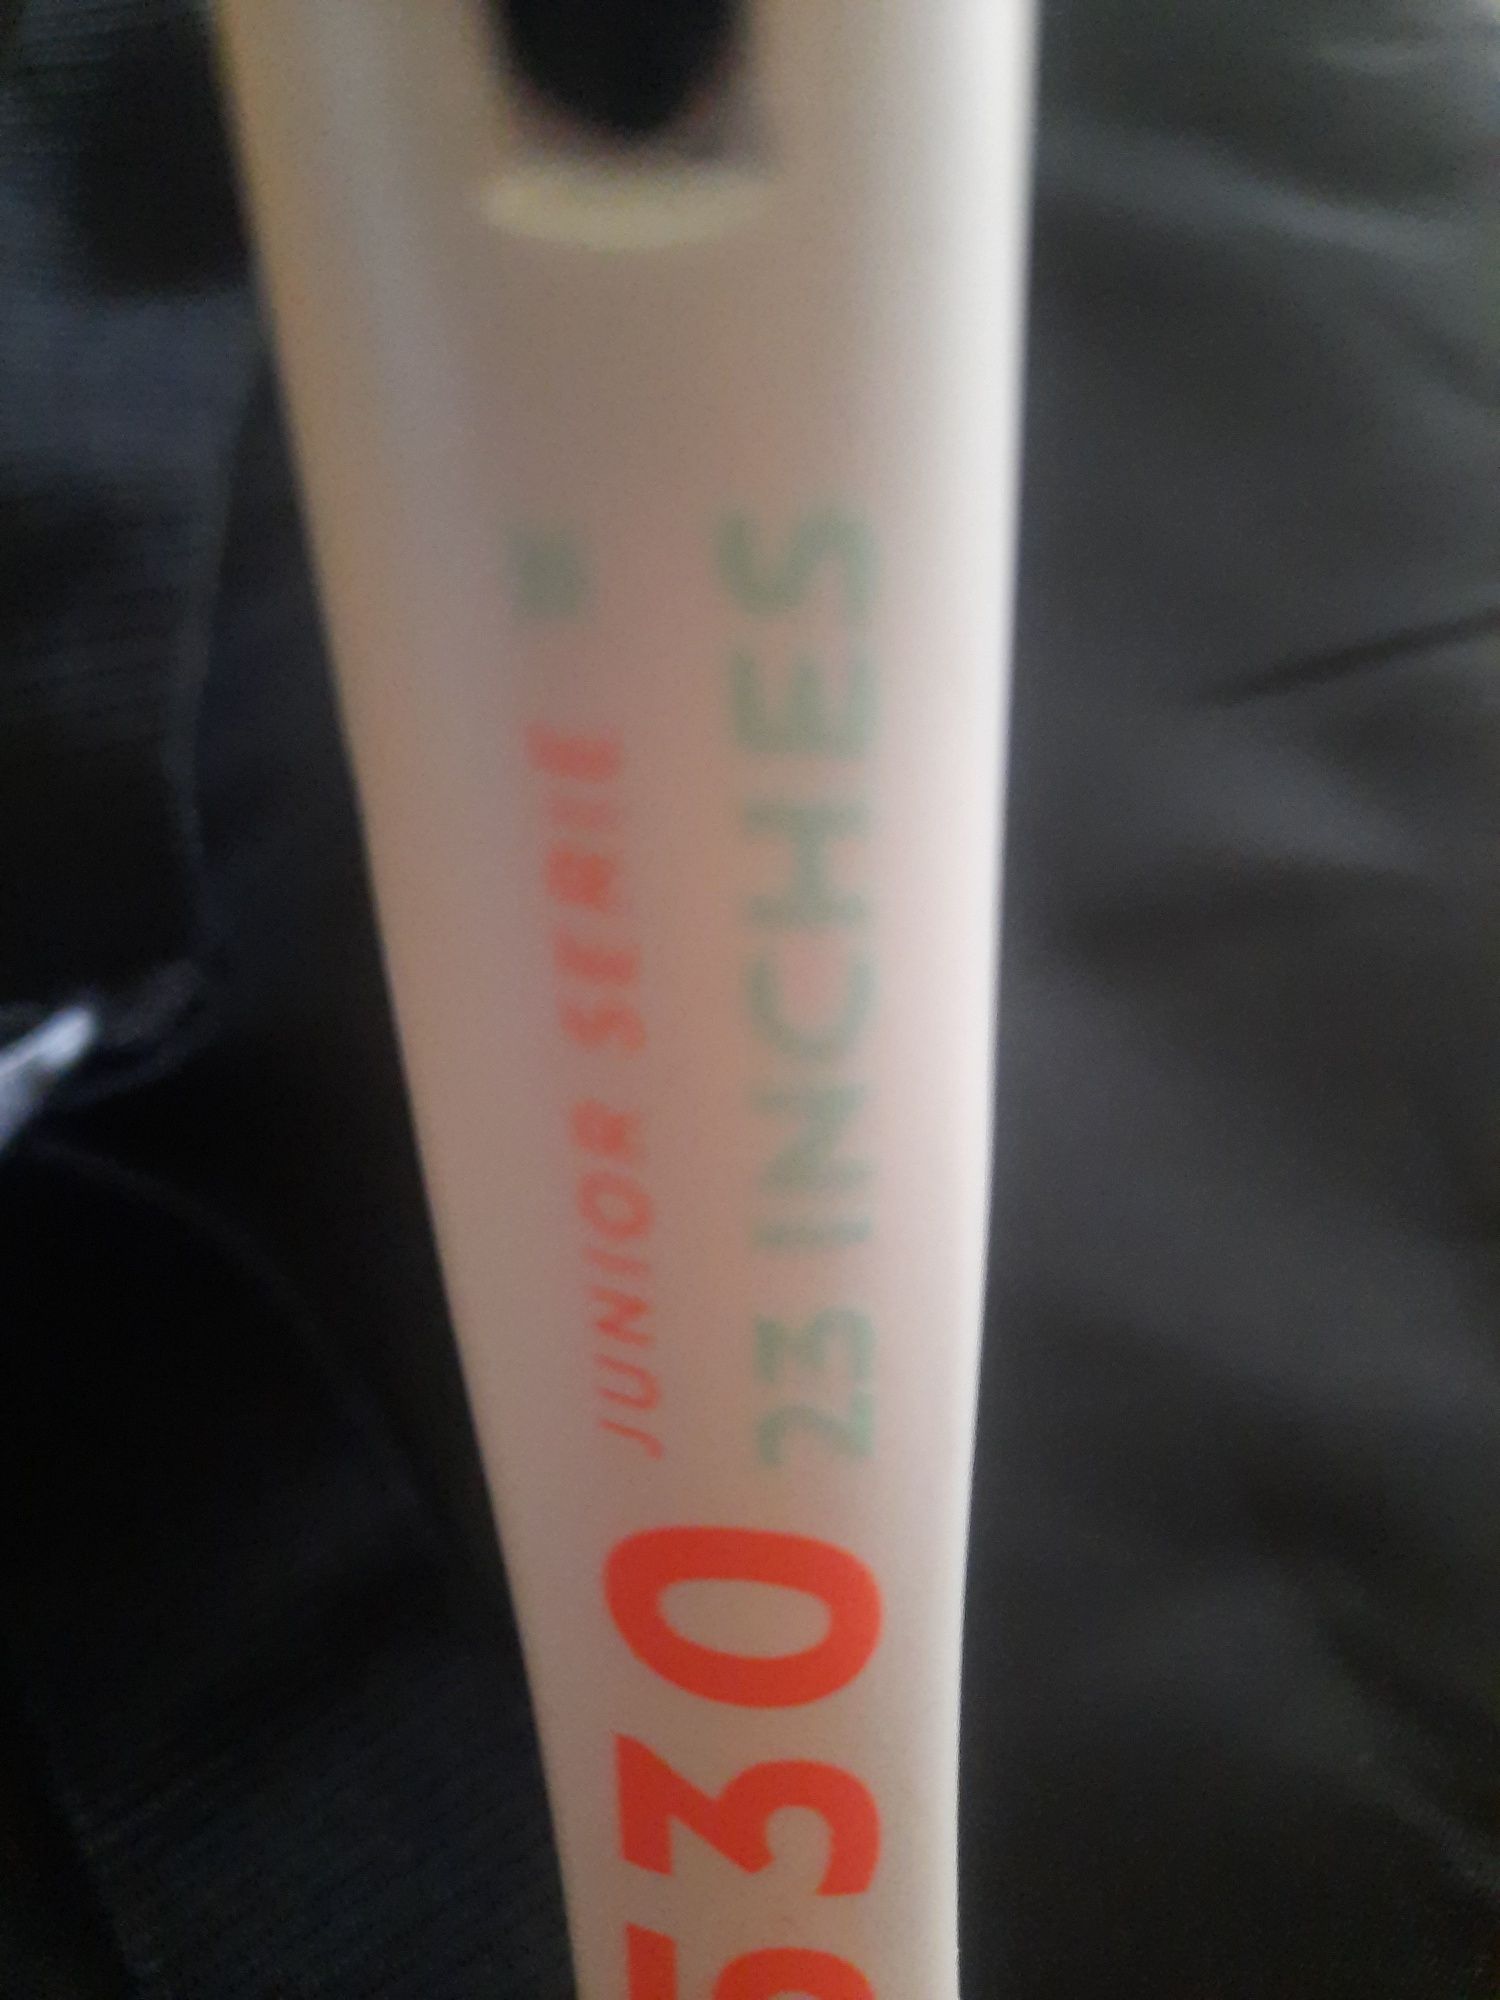 530
JUNIOR SERIE
23 INCHES